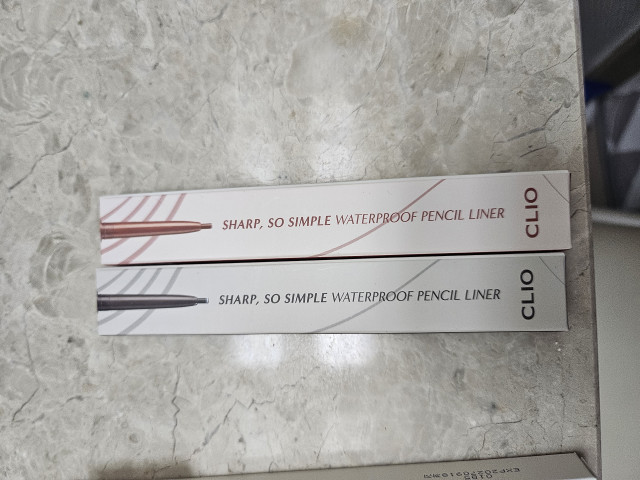 SHARP, SO SIMPLE WATERPROOF PENCIL LINER
CLIO
SHARP, SO SIMPLE WATERPROOF PENCIL LINER
CLIO